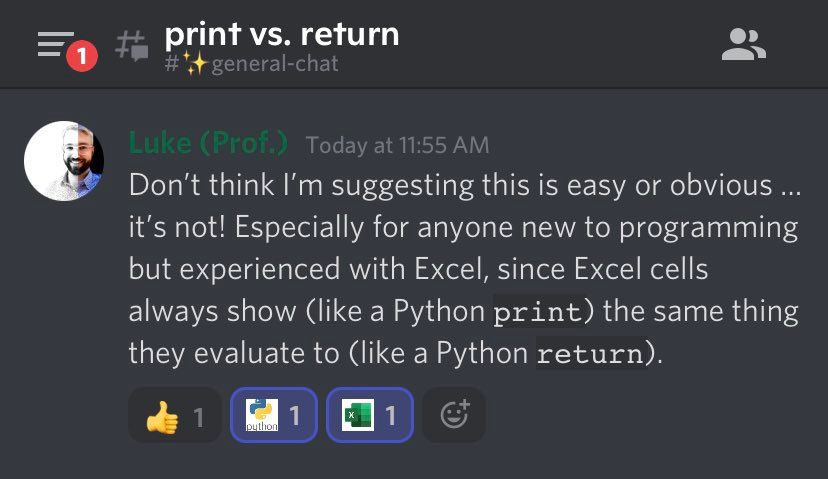 1
print vs. return
#✨general-chat
Luke (Prof.) Today at 11:55 AM
Don’t think I’m suggesting this is easy or obvious ...
it’s not! Especially for anyone new to programming
but experienced with Excel, since Excel cells
always show (like a Python print) the same thing
they evaluate to (like a Python return).
👍 1 python 1 X 1